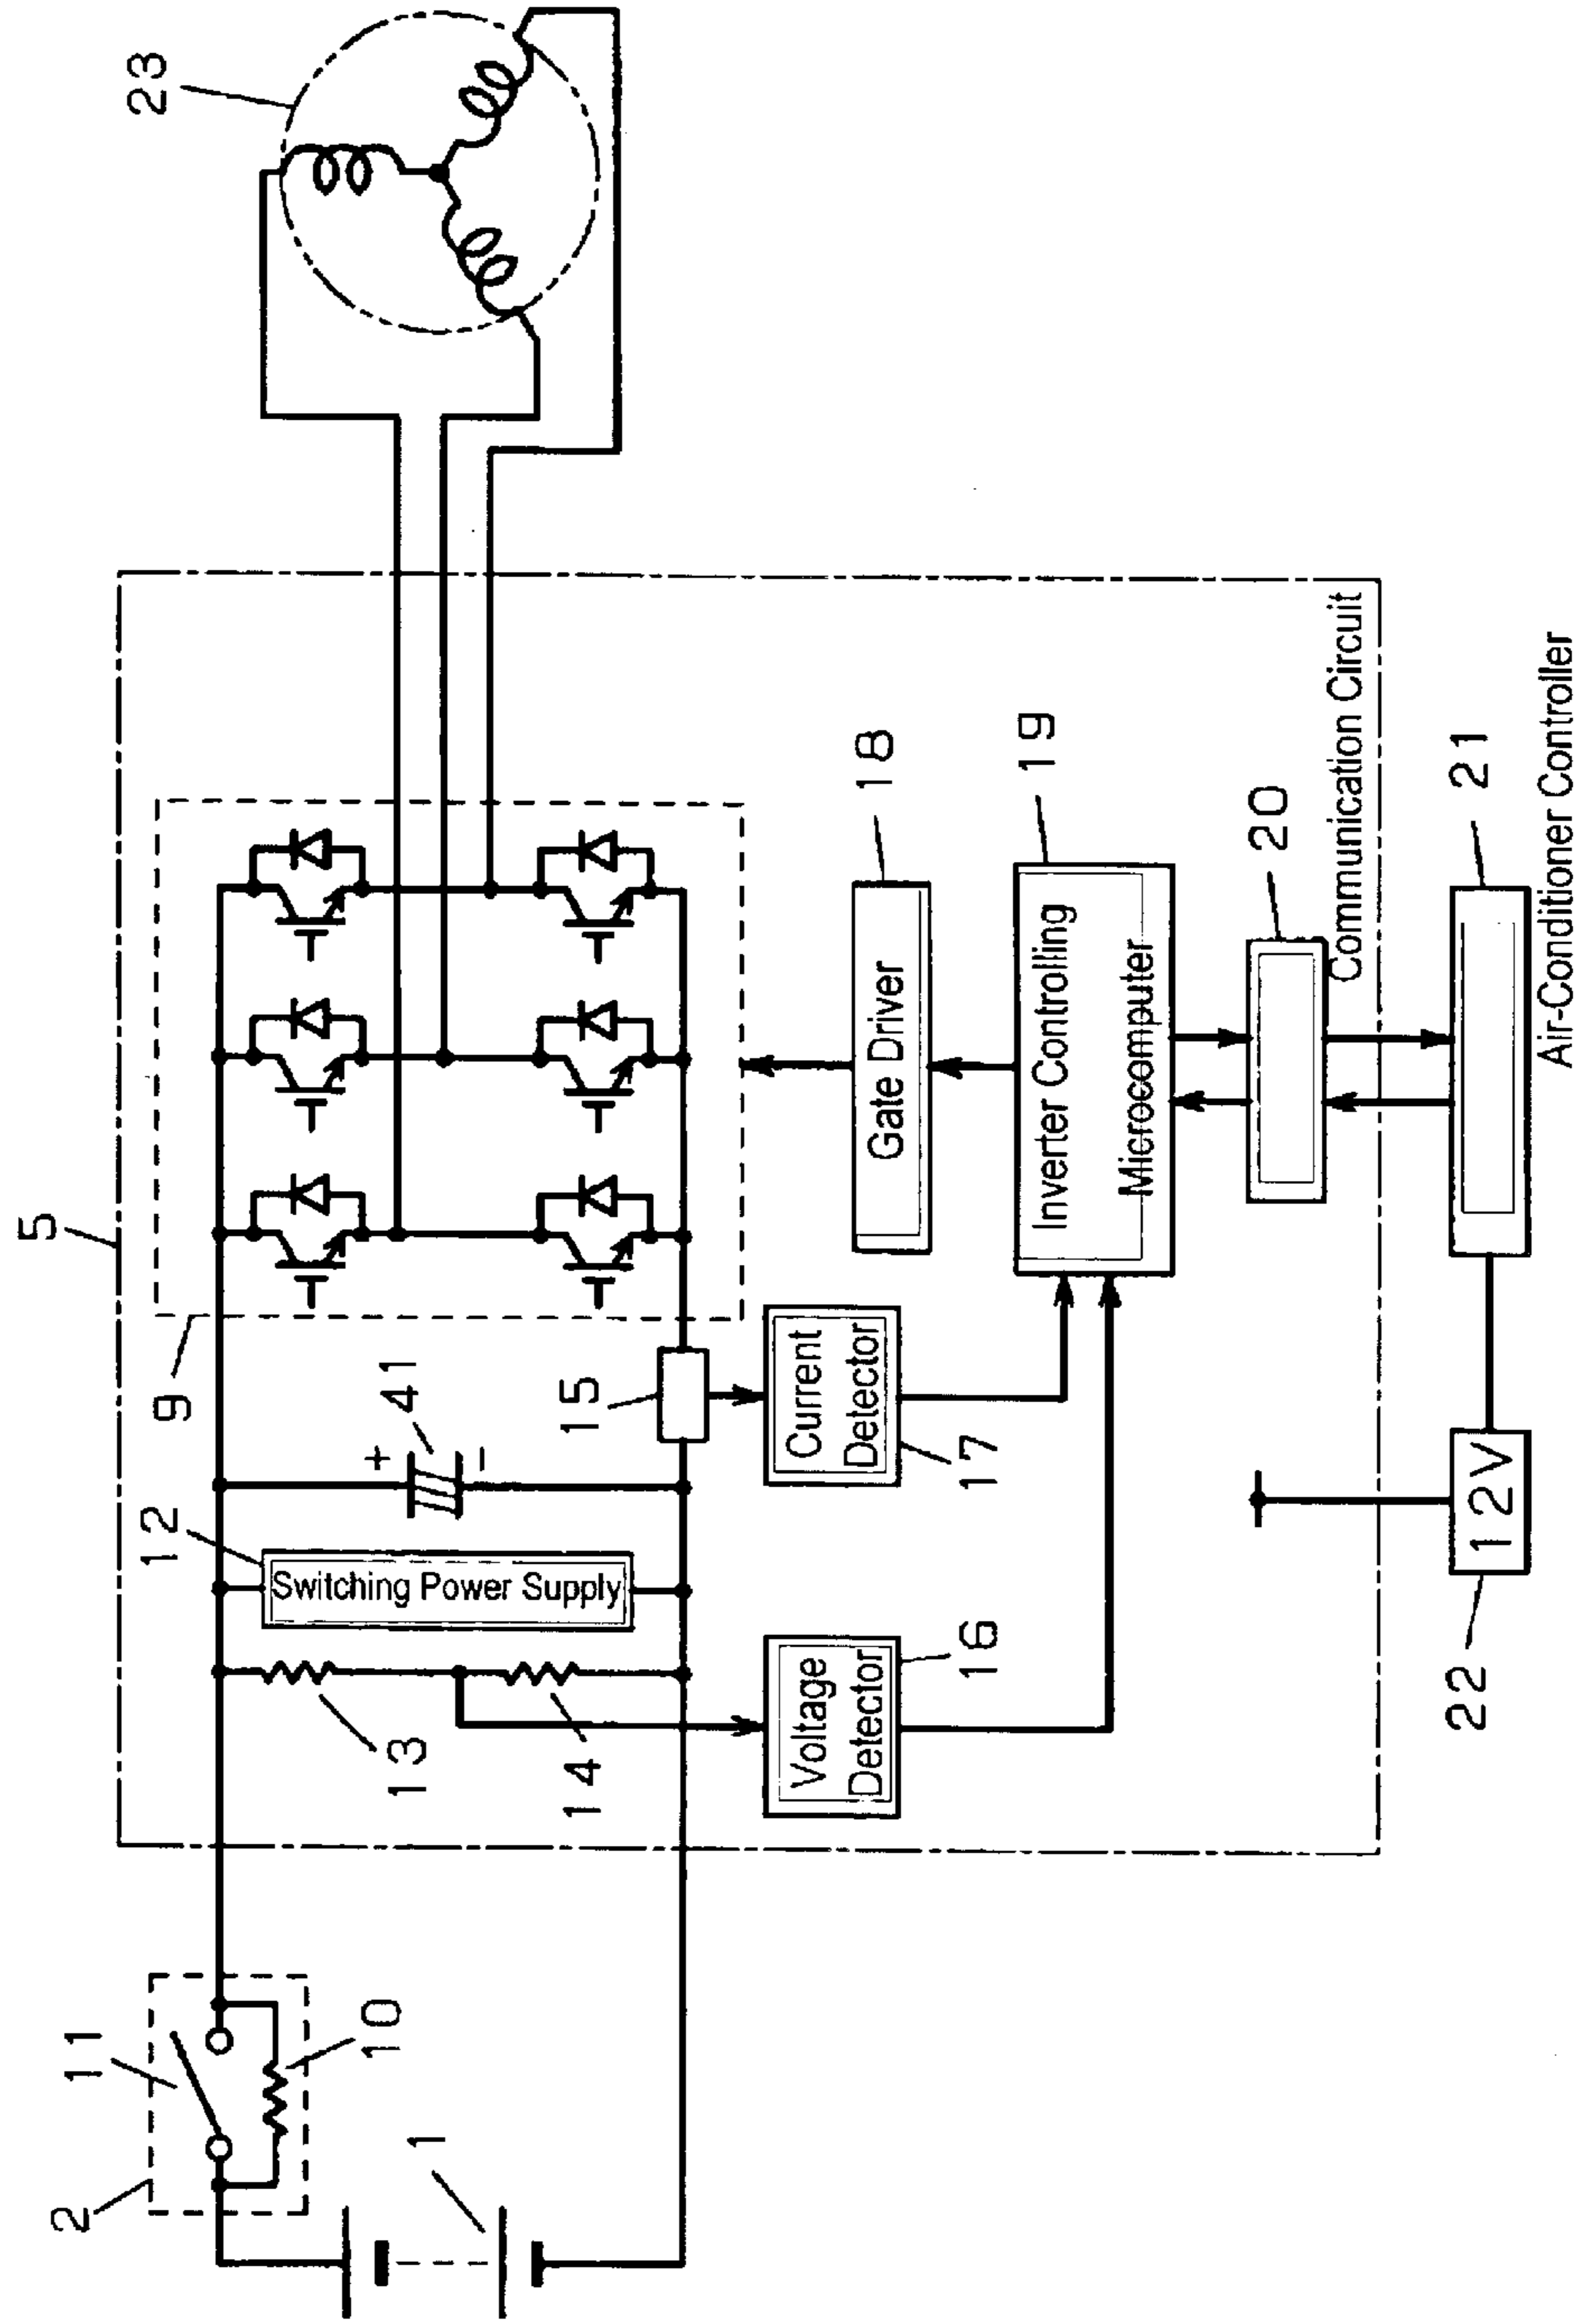 23
5
9
12
+
41
-
15
Switching Power Supply
13
14
11
10
2
1
Current
Detector
17
Voltage
Detector
16
18
Gate Driver
19
Inverter Controlling
Microcomputer
20
Communication Circuit
21
Air-Conditioner Controller
12V
22